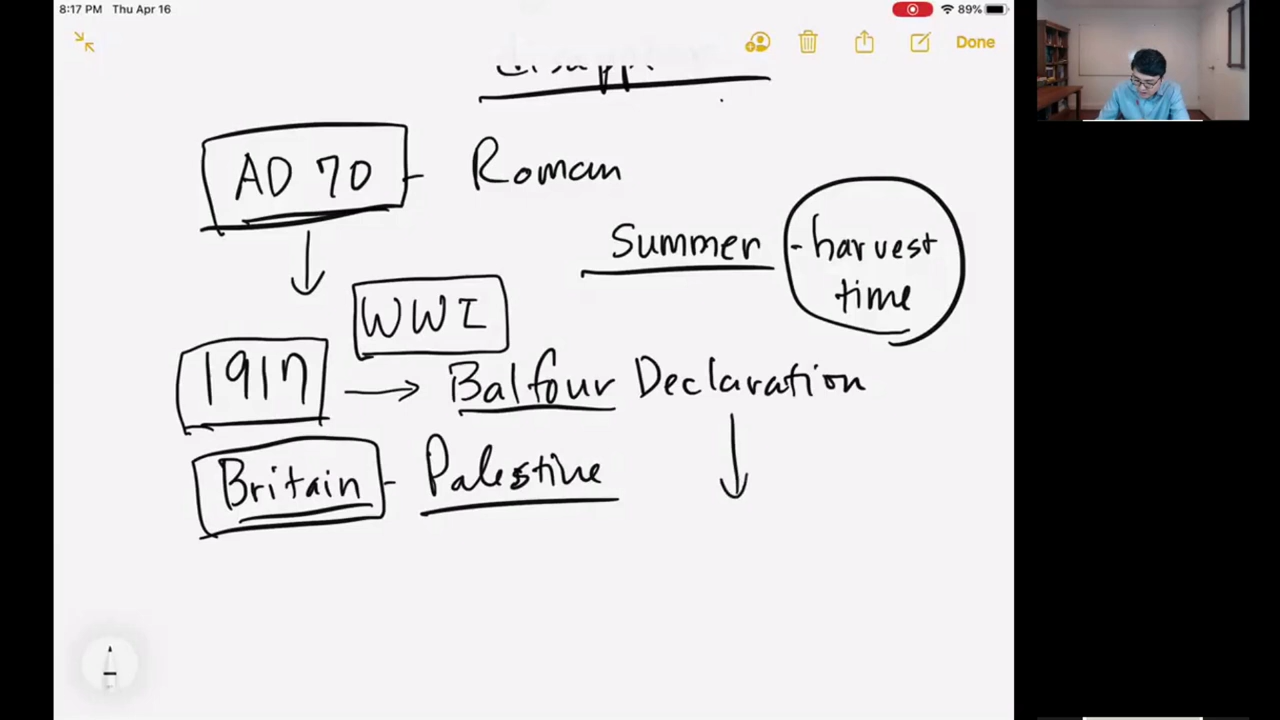 8:17 PM Thu Apr 16
89%
Done
AD 70 - Roman
Summer - harvest
time
WWI
1917 → Balfour Declaration
Britain - Palestine